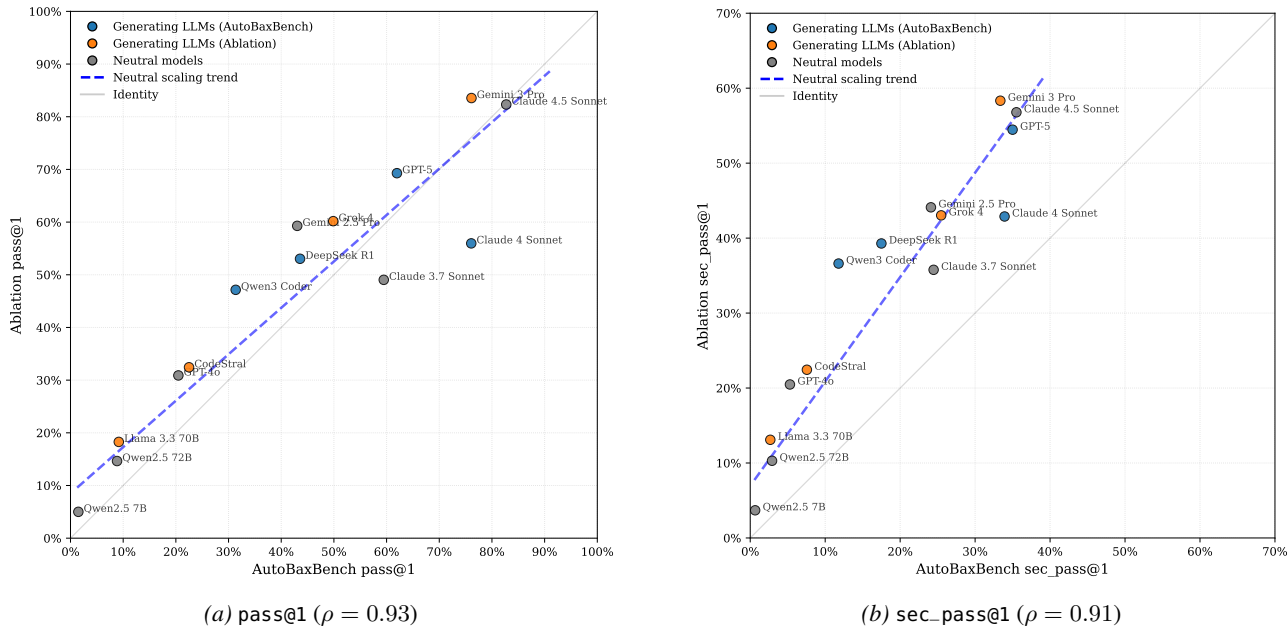 100%
90%
80%
70%
60%
50%
40%
30%
20%
10%
0%
Ablation pass@1
Generating LLMs (AutoBaxBench)
Generating LLMs (Ablation)
Neutral models
Neutral scaling trend
Identity
Gemini 3 Pro
Claude 4.5 Sonnet
GPT-5
Grok 4
Gemini 2.5 Pro
Claude 4 Sonnet
DeepSeek R1
Claude 3.7 Sonnet
Qwen3 Coder
CodeStral
GPT-4o
Llama 3.3 70B
Qwen2.5 72B
Qwen2.5 7B
0% 10% 20% 30% 40% 50% 60% 70% 80% 90% 100%
AutoBaxBench pass@1
(a) pass@1 (ρ = 0.93)
70%
60%
50%
40%
30%
20%
10%
0%
Ablation sec_pass@1
Generating LLMs (AutoBaxBench)
Generating LLMs (Ablation)
Neutral models
Neutral scaling trend
Identity
Gemini 3 Pro
Claude 4.5 Sonnet
GPT-5
Gemini 2.5 Pro
Grok 4
Claude 4 Sonnet
DeepSeek R1
Qwen3 Coder
Claude 3.7 Sonnet
CodeStral
GPT-4o
Llama 3.3 70B
Qwen2.5 72B
Qwen2.5 7B
0% 10% 20% 30% 40% 50% 60% 70%
AutoBaxBench sec_pass@1
(b) sec_pass@1 (ρ = 0.91)